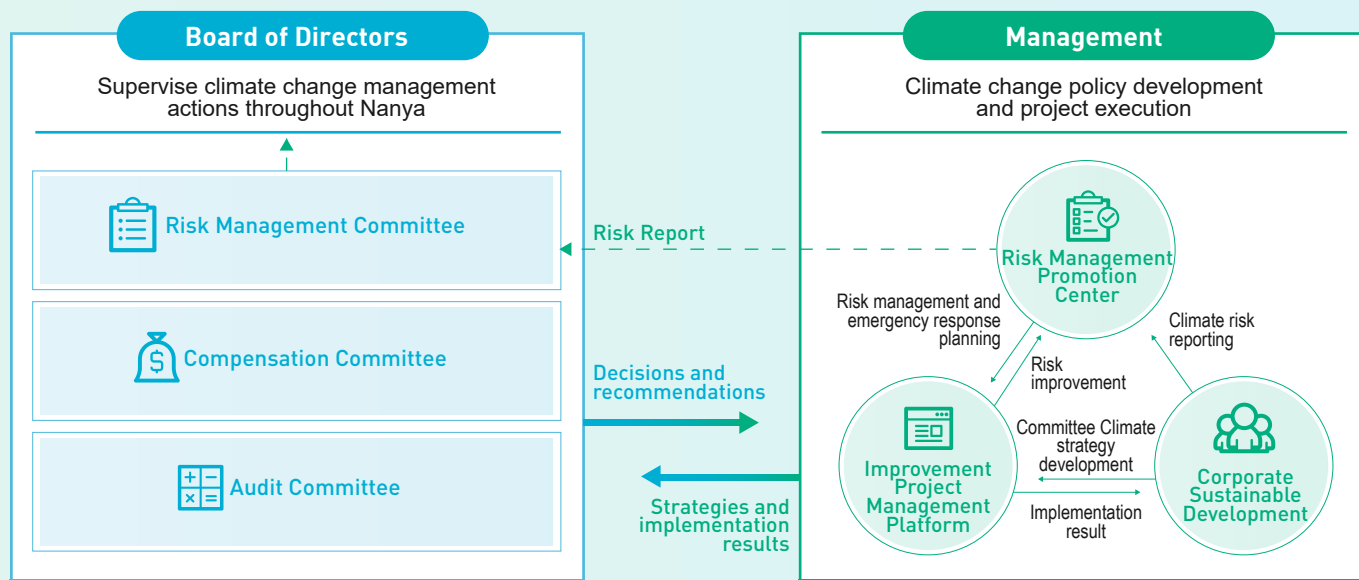 Board of Directors
Supervise climate change management
actions throughout Nanya
Risk Management Committee
Compensation Committee
Audit Committee
Risk Report
Decisions and
recommendations
Strategies and
implementation
results
Management
Climate change policy development
and project execution
Risk Management
Promotion
Center
Risk management and
emergency response
planning
Risk
improvement
Climate risk
reporting
Improvement
Project
Management
Platform
Committee Climate
strategy
development
Implementation
result
Corporate
Sustainable
Development